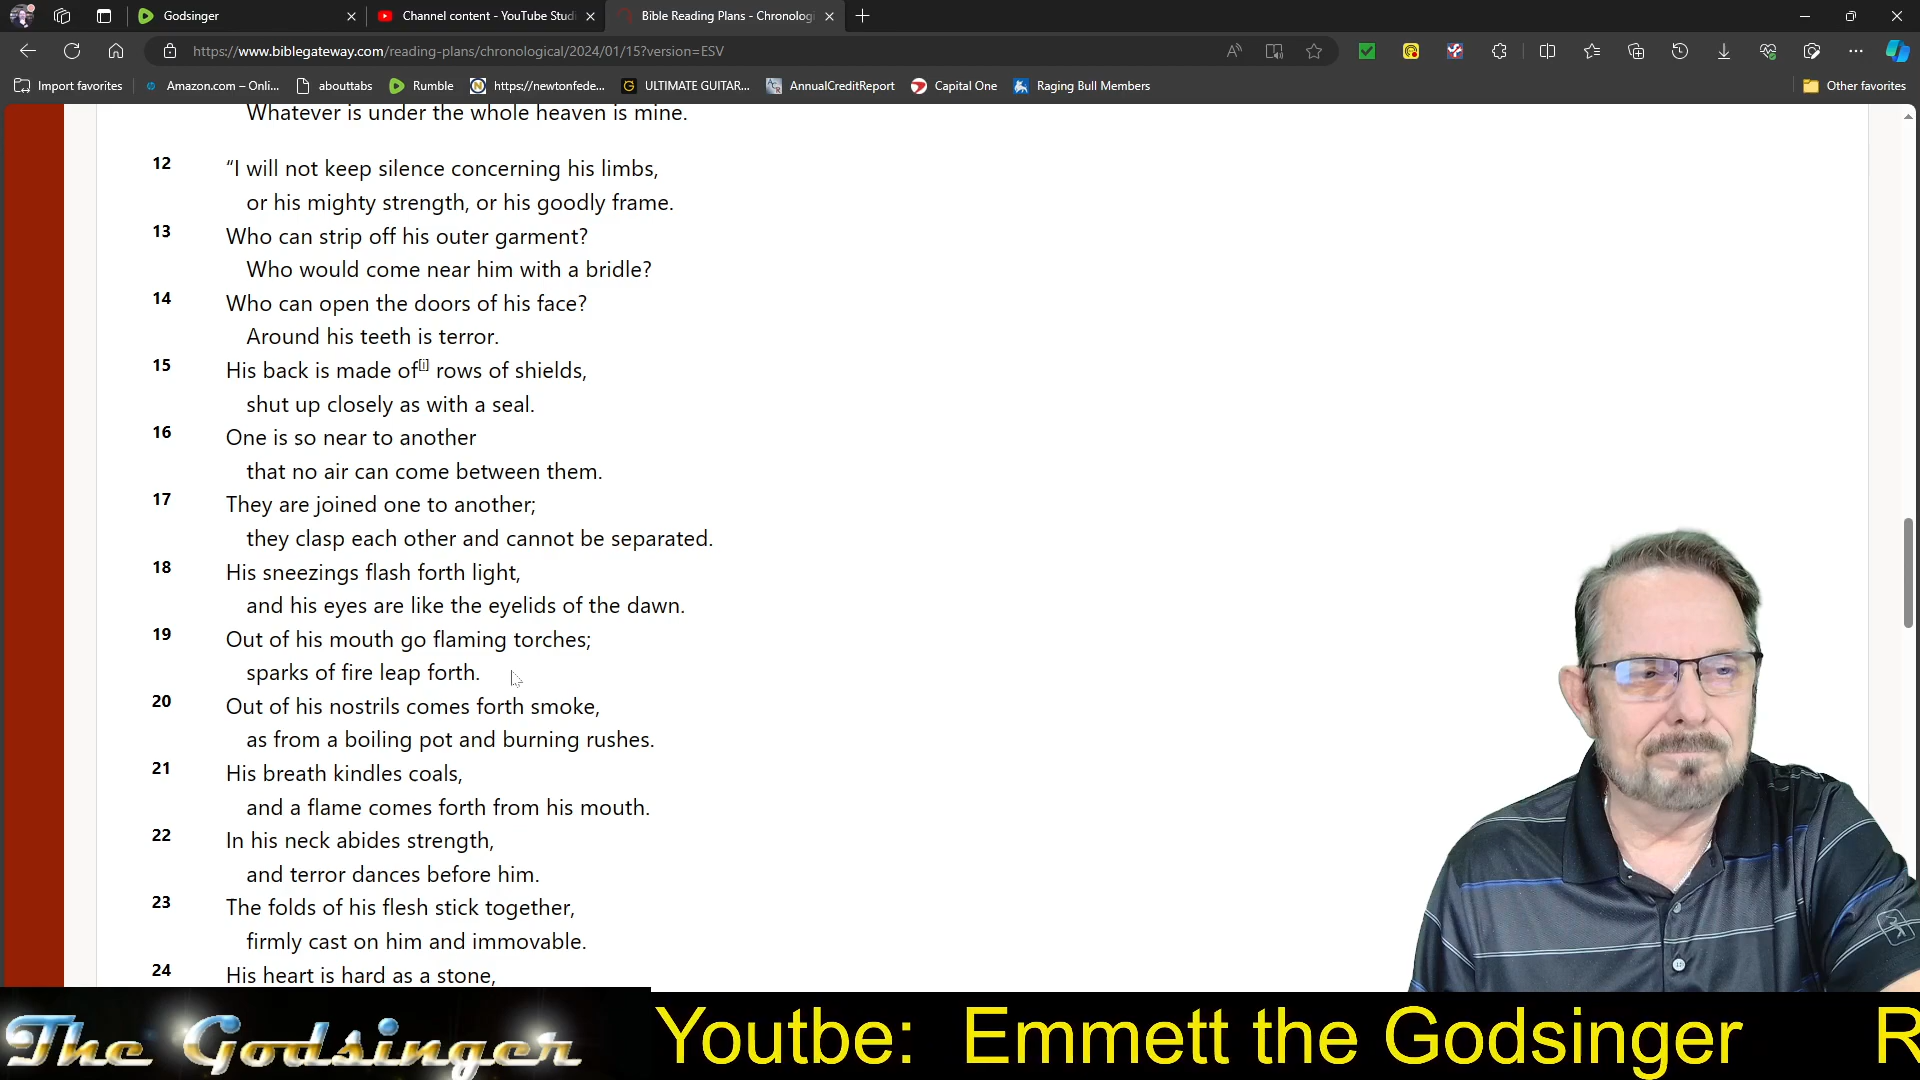 Godsinger
Channel content - YouTube Studi
Bible Reading Plans - Chronologi
https://www.biblegateway.com/reading-plans/chronological/2024/01/15?version=ESV
Import favorites
Amazon.com – Onli...
abouttabs
Rumble
https://newtonfede...
ULTIMATE GUITAR...
AnnualCreditReport
Capital One
Raging Bull Members
Other favorites
Whatever is under the whole heaven is mine.
12 “I will not keep silence concerning his limbs,
or his mighty strength, or his goodly frame.
13 Who can strip off his outer garment?
Who would come near him with a bridle?
14 Who can open the doors of his face?
Around his teeth is terror.
15 His back is made of[i] rows of shields,
shut up closely as with a seal.
16 One is so near to another
that no air can come between them.
17 They are joined one to another;
they clasp each other and cannot be separated.
18 His sneezings flash forth light,
and his eyes are like the eyelids of the dawn.
19 Out of his mouth go flaming torches;
sparks of fire leap forth.
20 Out of his nostrils comes forth smoke,
as from a boiling pot and burning rushes.
21 His breath kindles coals,
and a flame comes forth from his mouth.
22 In his neck abides strength,
and terror dances before him.
23 The folds of his flesh stick together,
firmly cast on him and immovable.
24 His heart is hard as a stone,
The Godsinger
Youtbe: Emmett the Godsinger R